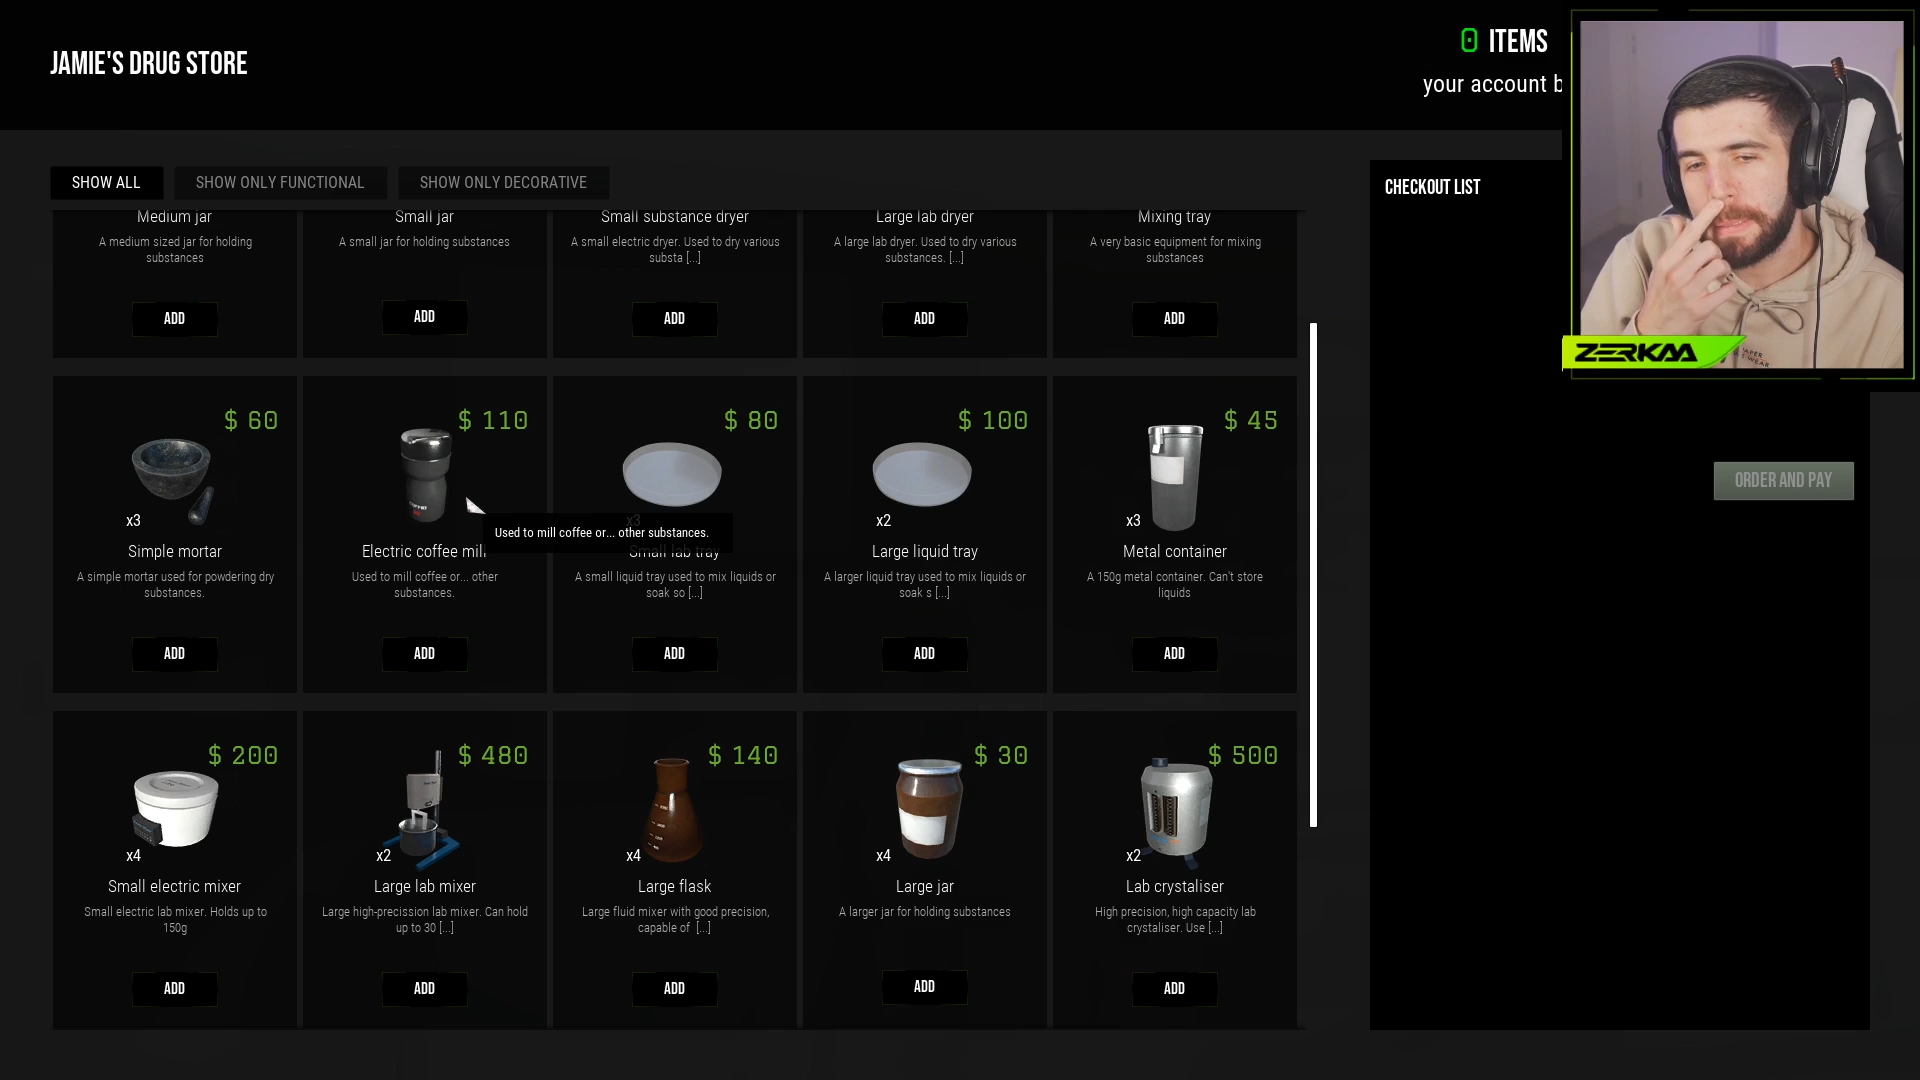 JAMIE'S DRUG STORE
0 ITEMS
your account b
SHOW ALL
SHOW ONLY FUNCTIONAL
SHOW ONLY DECORATIVE
CHECKOUT LIST
Medium jar
A medium sized jar for holding
substances
ADD
Small jar
A small jar for holding substances
ADD
Small substance dryer
A small electric dryer. Used to dry various
substa [...]
ADD
Large lab dryer
A large lab dryer. Used to dry various
substances. [...]
ADD
Mixing tray
A very basic equipment for mixing
substances
ADD
ZERKAA
$ 60
x3
Simple mortar
A simple mortar used for powdering dry
substances.
ADD
$ 110
Electric coffee mill
Used to mill coffee or... other
substances.
ADD
Used to mill coffee or... other substances.
$ 80
x3
Small lab tray
A small liquid tray used to mix liquids or
soak so [...]
ADD
$ 100
x2
Large liquid tray
A larger liquid tray used to mix liquids or
soak s [...]
ADD
$ 45
x3
Metal container
A 150g metal container. Can't store
liquids
ADD
ORDER AND PAY
$ 200
x4
Small electric mixer
Small electric lab mixer. Holds up to
150g
ADD
$ 480
x2
Large lab mixer
Large high-precission lab mixer. Can hold
up to 30 [...]
ADD
$ 140
x4
Large flask
Large fluid mixer with good precision,
capable of [...]
ADD
$ 30
x4
Large jar
A larger jar for holding substances
ADD
$ 500
x2
Lab crystaliser
High precision, high capacity lab
crystaliser. Use [...]
ADD